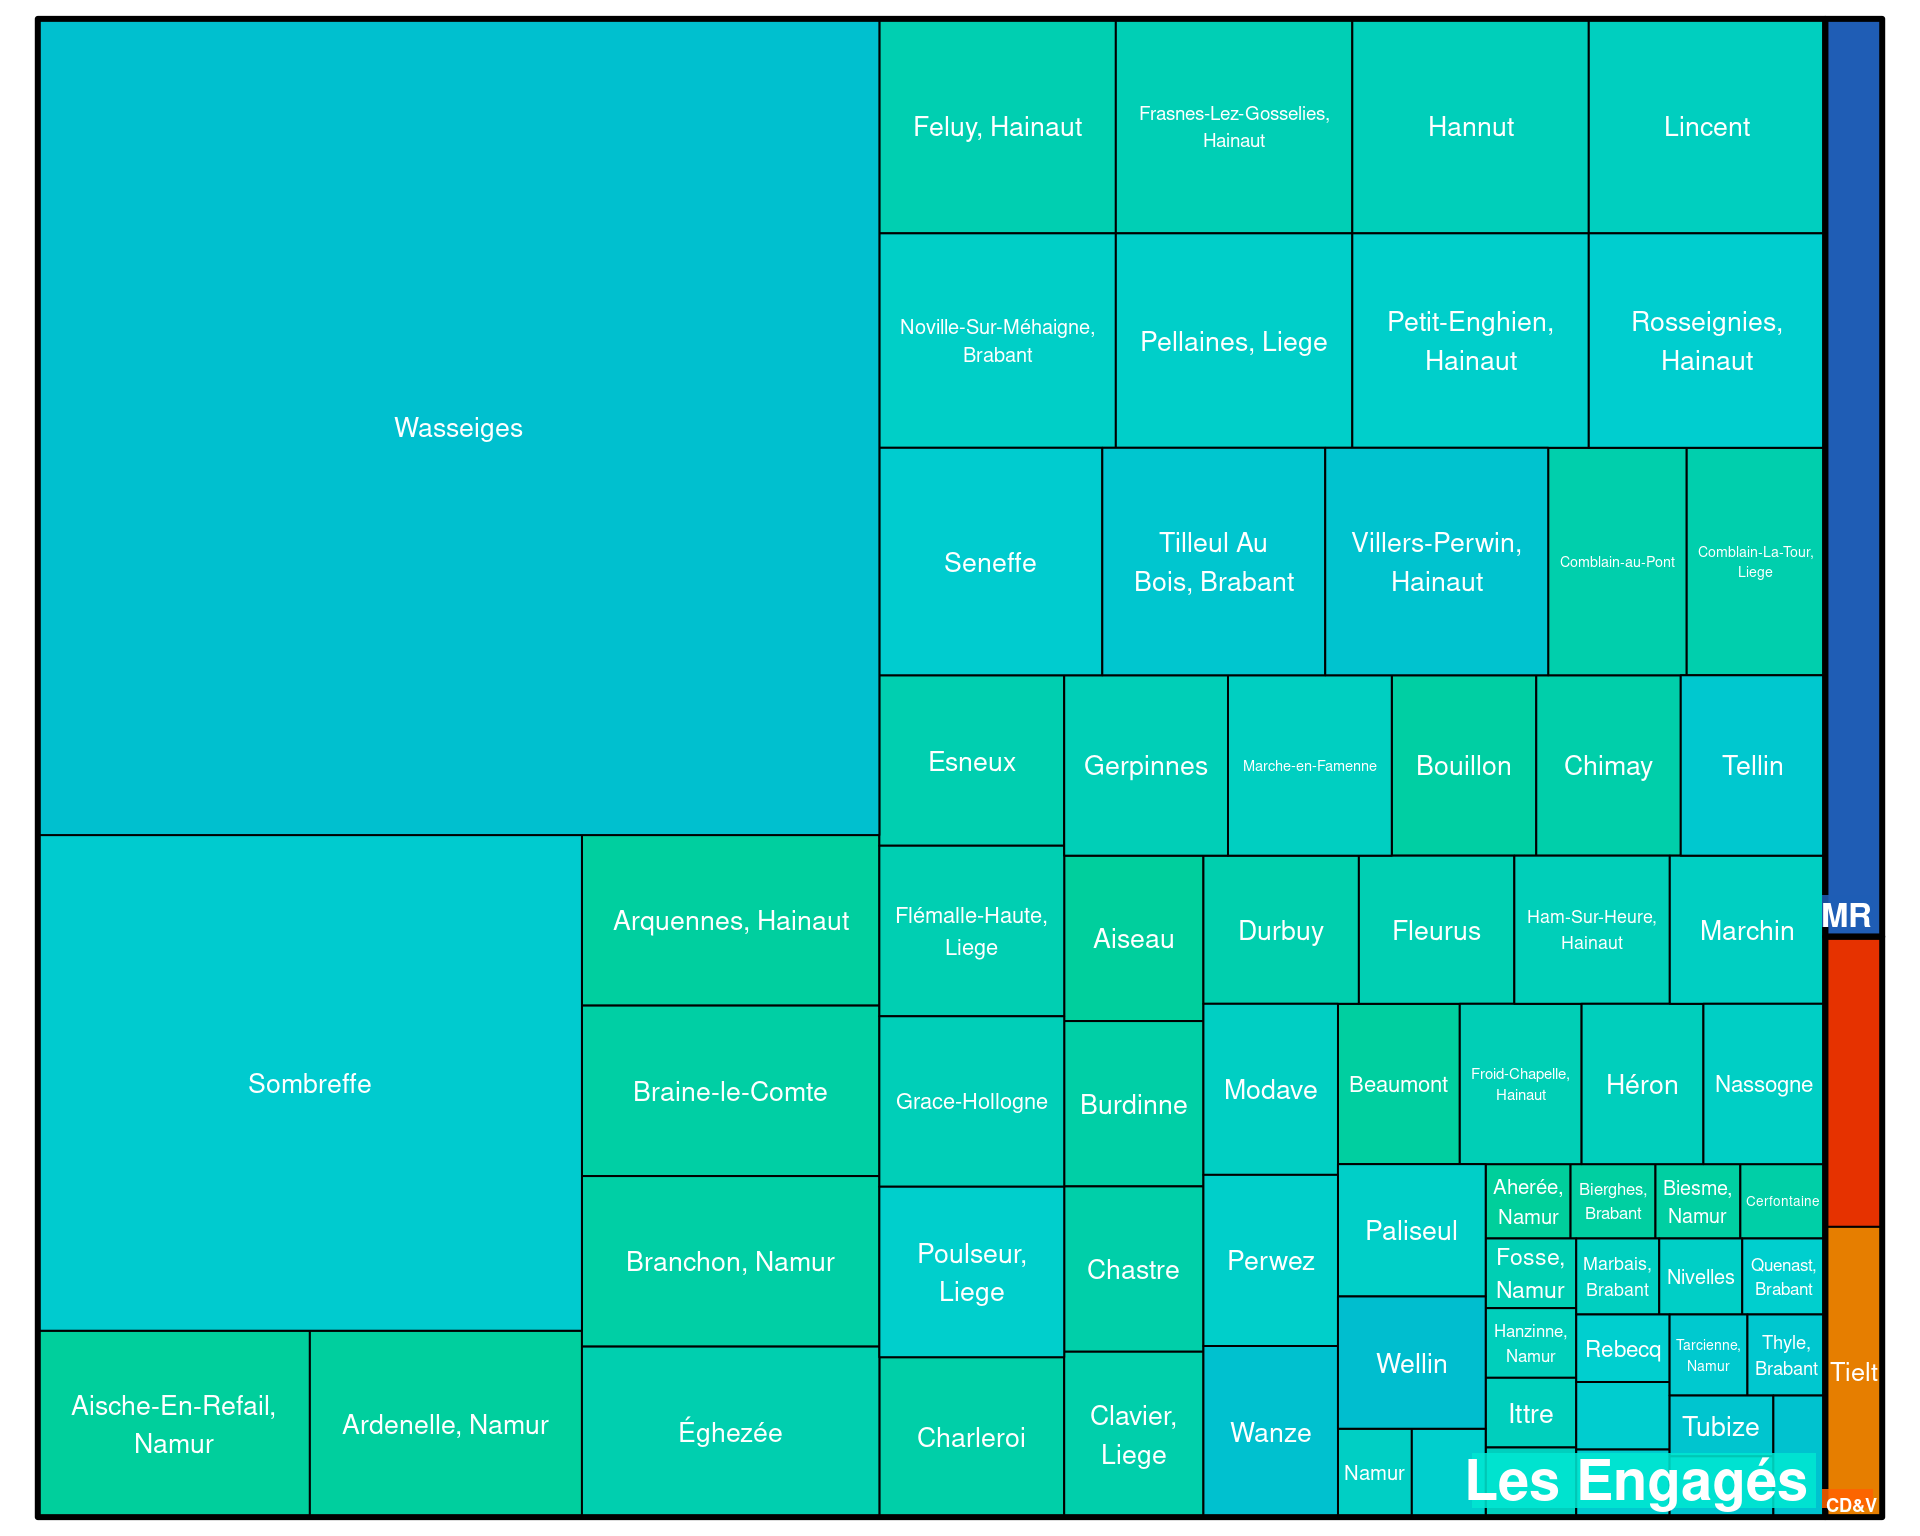 Wasseiges
Feluy, Hainaut
Frasnes-Lez-Gosselies,
Hainaut
Hannut
Lincent
Noville-Sur-Méhaigne,
Brabant
Pellaines, Liege
Petit-Enghien,
Hainaut
Rosseignies,
Hainaut
Seneffe
Tilleul Au
Bois, Brabant
Villers-Perwin,
Hainaut
Comblain-au-Pont
Comblain-La-Tour,
Liege
Esneux
Gerpinnes
Marche-en-Famenne
Bouillon
Chimay
Tellin
Sombreffe
Arquennes, Hainaut
Braine-le-Comte
Branchon, Namur
Éghezée
Aische-En-Refail,
Namur
Ardenelle, Namur
Flémalle-Haute,
Liege
Grace-Hollogne
Poulseur,
Liege
Charleroi
Aiseau
Burdinne
Chastre
Clavier,
Liege
Durbuy
Fleurus
Ham-Sur-Heure,
Hainaut
Marchin
Modave
Perwez
Wanze
Beaumont
Froid-Chapelle,
Hainaut
Héron
Nassogne
Paliseul
Wellin
Namur
Aherée,
Namur
Bierghes,
Brabant
Biesme,
Namur
Cerfontaine
Fosse,
Namur
Marbais,
Brabant
Nivelles
Quenast,
Brabant
Hanzinne,
Namur
Rebecq
Tarcienne,
Namur
Thyle,
Brabant
Ittre
Tubize
Les Engagés
MR
Tielt
CD&V